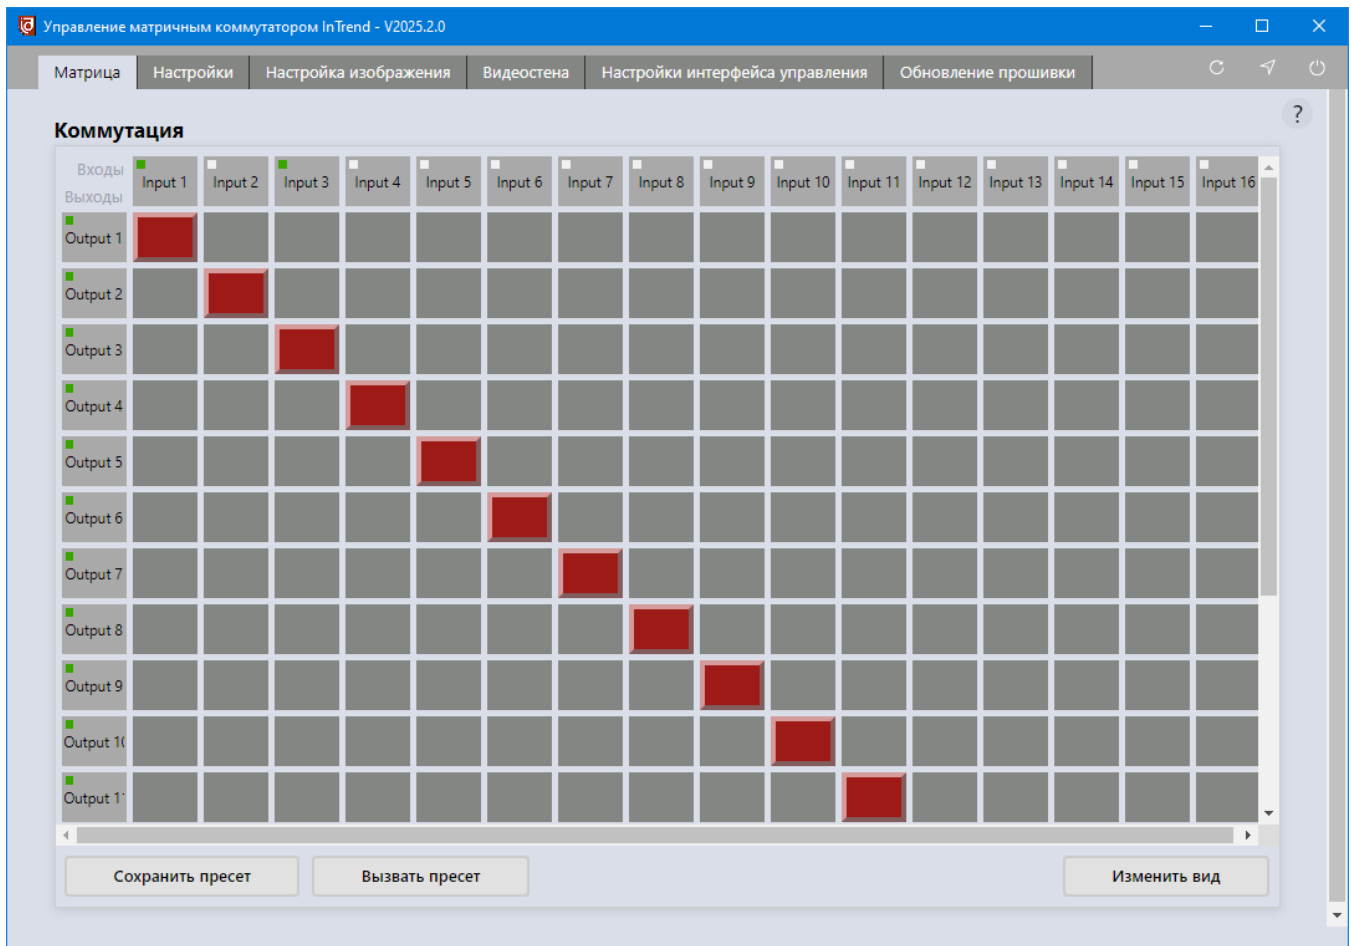 Управление матричным коммутатором InTrend - V2025.2.0
Матрица Настройки Настройка изображения Видеостена Настройки интерфейса управления Обновление прошивки
?
Коммутация
Входы
Выходы
Input 1 Input 2 Input 3 Input 4 Input 5 Input 6 Input 7 Input 8 Input 9 Input 10 Input 11 Input 12 Input 13 Input 14 Input 15 Input 16
Output 1
Output 2
Output 3
Output 4
Output 5
Output 6
Output 7
Output 8
Output 9
Output 10
Output 11
Сохранить пресет Вызвать пресет Изменить вид